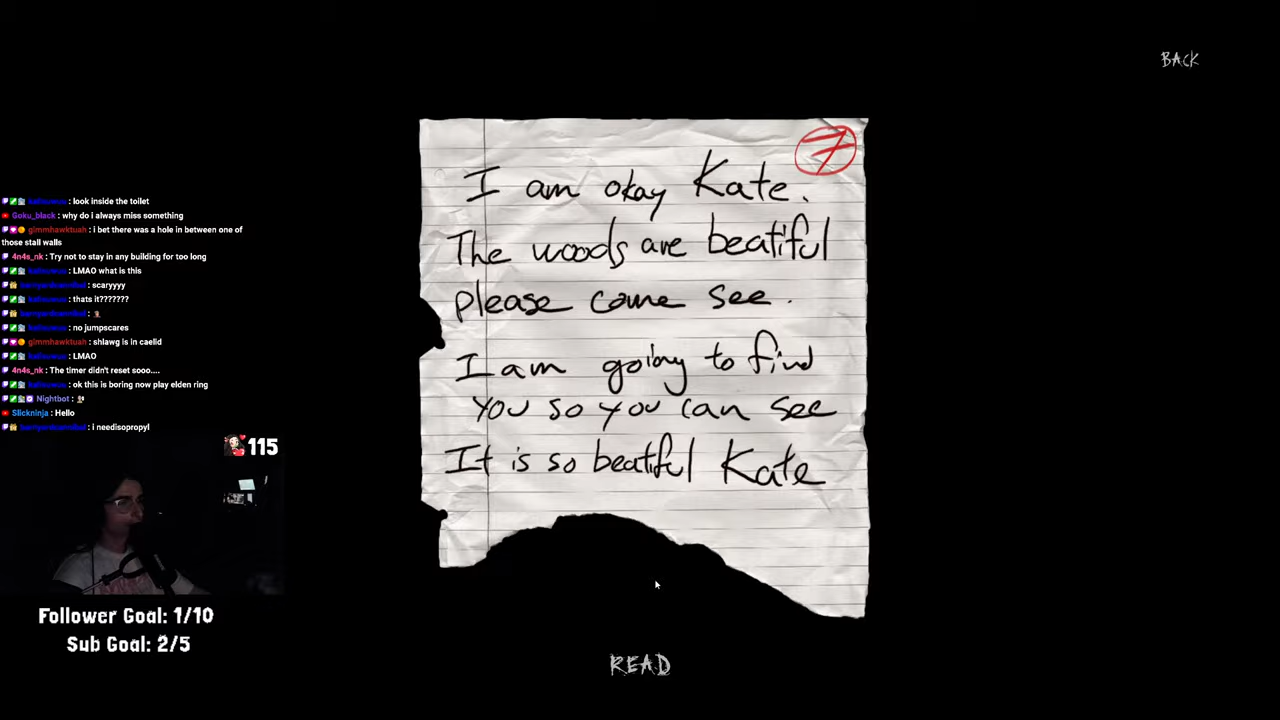 BACK
7
I am okay Kate.
The woods are beatiful
please come see.
I am going to find
you so you can see
It is so beatiful Kate
READ
: look inside the toilet
Goku_black : why do i always miss something
gimmhawktuah : i bet there was a hole in between one of
those stall walls
4n4s_nk : Try not to stay in any building for too long
: LMAO what is this
: scaryyyy
: thats it???????
:
: no jumpscares
gimmhawktuah : shlawg is in caelid
: LMAO
4n4s_nk : The timer didn't reset sooo....
: ok this is boring now play elden ring
Nightbot :
Slickninja : Hello
: i needisopropyl
115
Follower Goal: 1/10
Sub Goal: 2/5